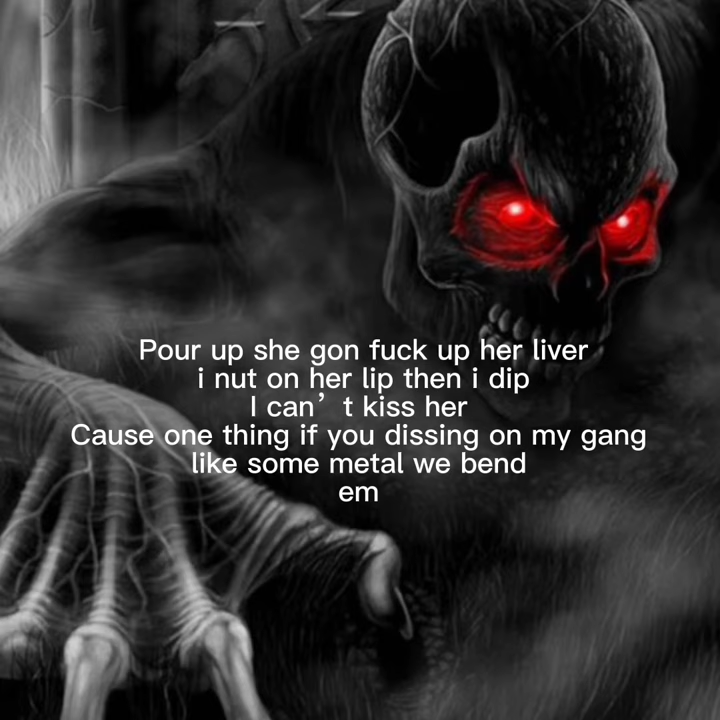 Pour up she gon fuck up her liver
i nut on her lip then i dip
I can’t kiss her
Cause one thing if you dissing on my gang
like some metal we bend
em